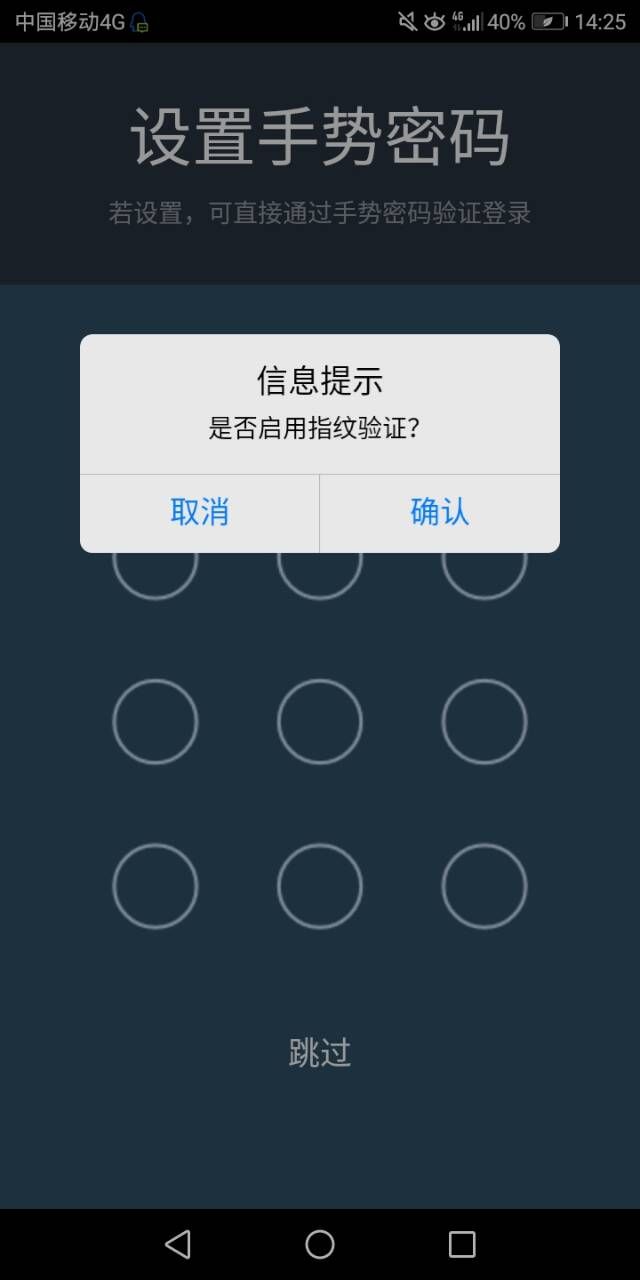 中国移动4G 4G 40% 14:25
设置手势密码
若设置，可直接通过手势密码验证登录
信息提示
是否启用指纹验证？
取消 确认
跳过